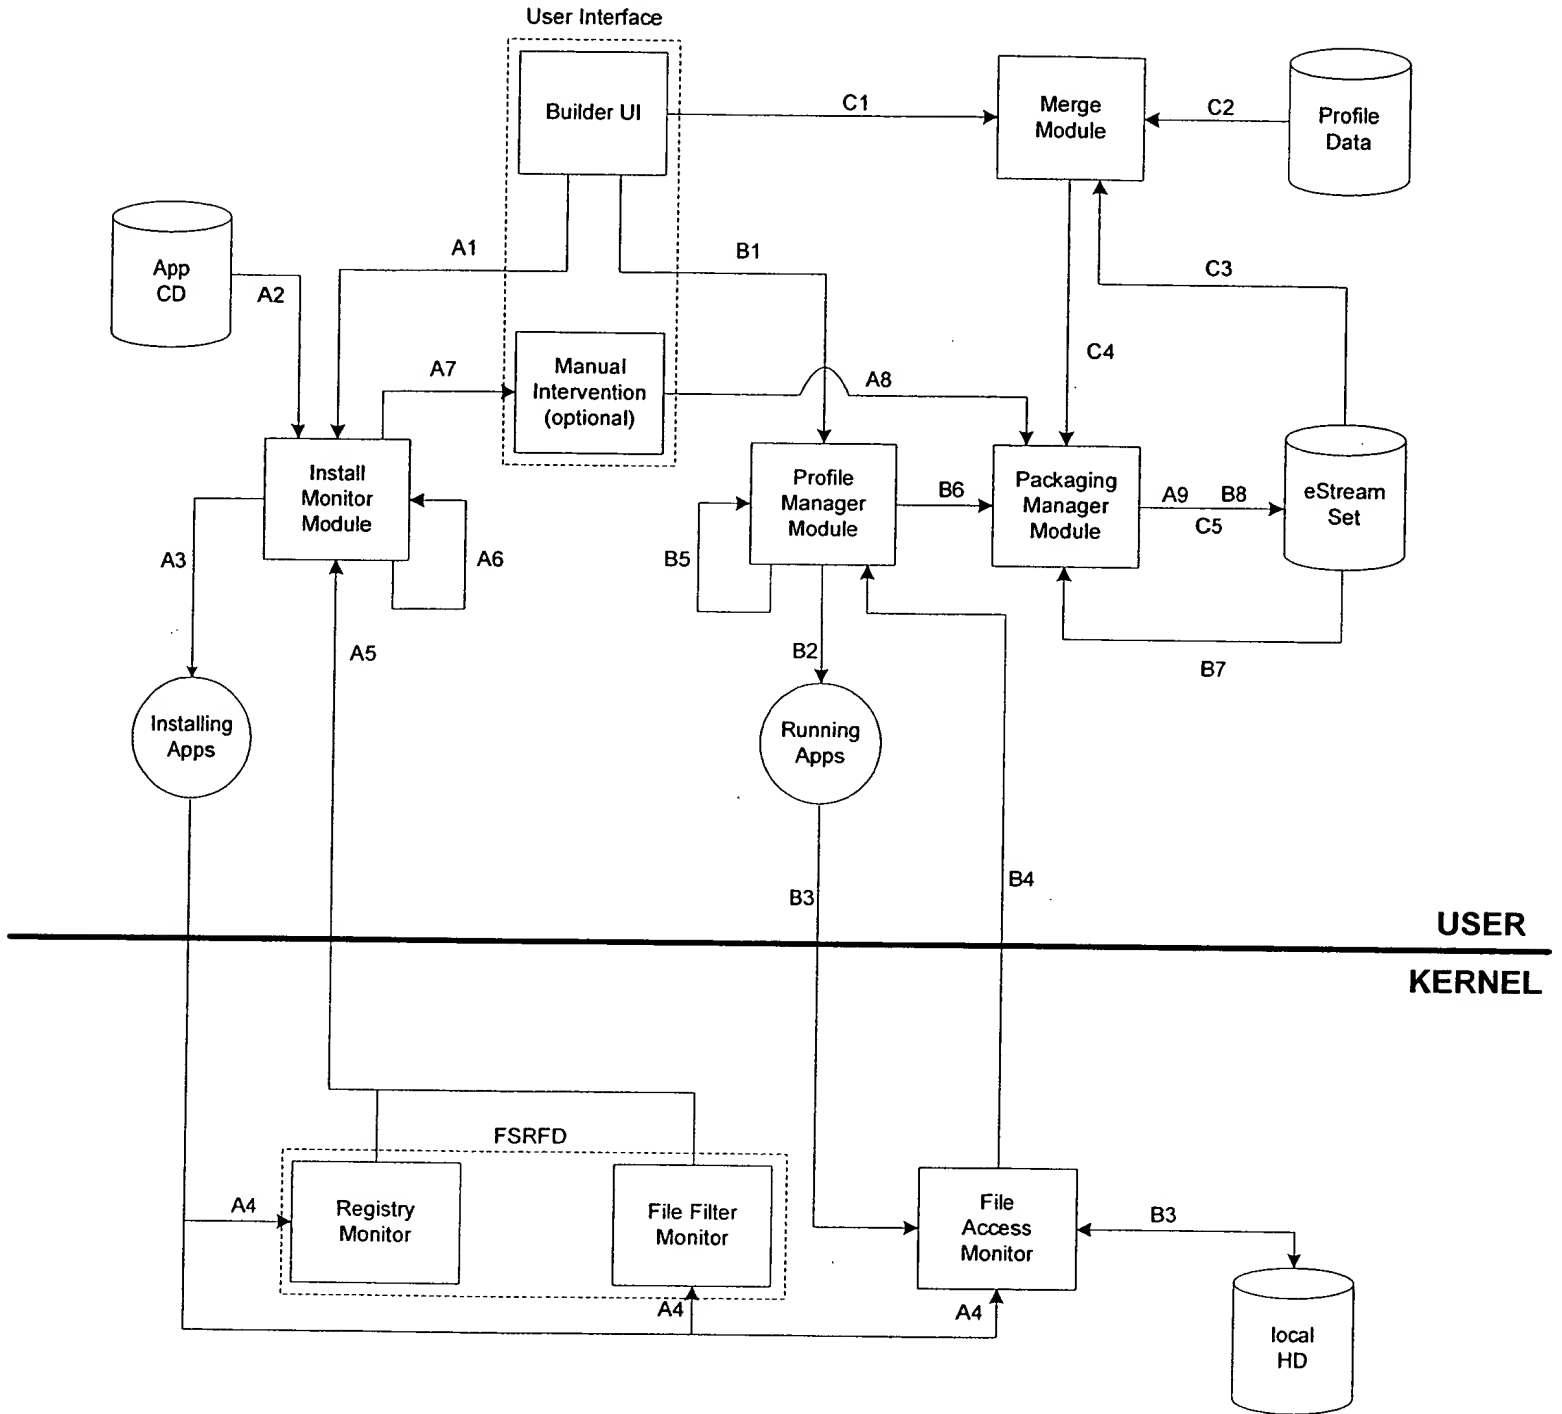 User Interface
Builder UI
C1
Merge
Module
C2
Profile
Data
App
CD
A2
A1
B1
C3
A7
Manual
Intervention
(optional)
A8
C4
Install
Monitor
Module
Profile
Manager
Module
B6
Packaging
Manager
Module
A9
B8
C5
eStream
Set
A3
A6
B5
A5
B2
B7
Installing
Apps
Running
Apps
B3
B4
USER
KERNEL
FSRFD
A4
Registry
Monitor
File Filter
Monitor
File
Access
Monitor
B3
A4
A4
local
HD